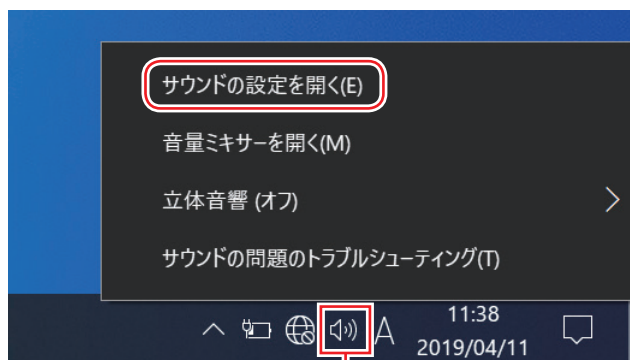 サウンドの設定を開く(E)
音量ミキサーを開く(M)
立体音響 (オフ)
サウンドの問題のトラブルシューティング(T)
A
11:38
2019/04/11